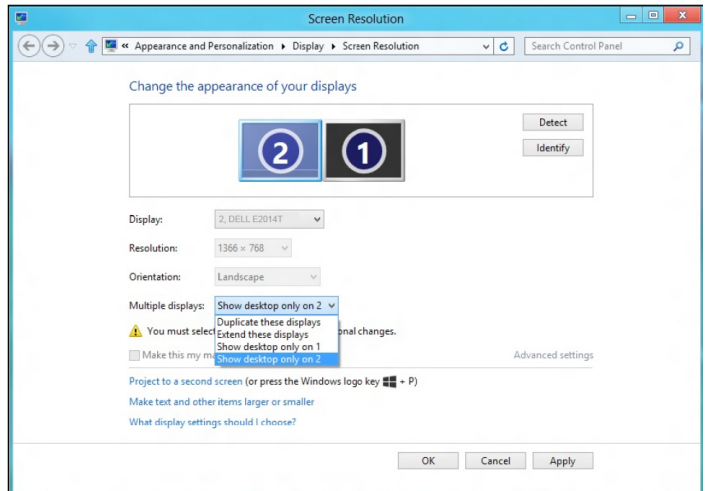 Screen Resolution
« Appearance and Personalization ▸ Display ▸ Screen Resolution
Search Control Panel
Change the appearance of your displays
2 1
Detect
Identify
Display: 2, DELL E2014T
Resolution: 1366 × 768
Orientation: Landscape
Multiple displays: Show desktop only on 2
Duplicate these displays
You must selec Extend these displays onal changes.
Show desktop only on 1
Make this my m Show desktop only on 2 Advanced settings
Project to a second screen (or press the Windows logo key + P)
Make text and other items larger or smaller
What display settings should I choose?
OK Cancel Apply